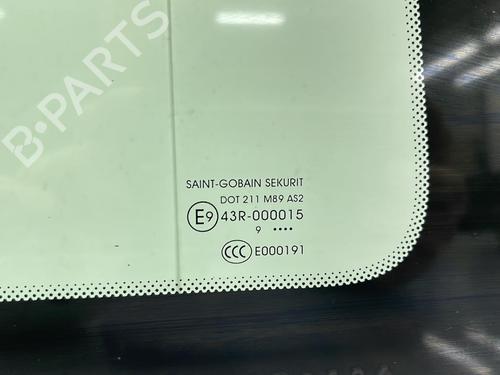 B-PARTS
SAINT-GOBAIN SEKURIT
DOT 211 M89 AS2
E9 43R-000015
9 ••••
CCC E000191